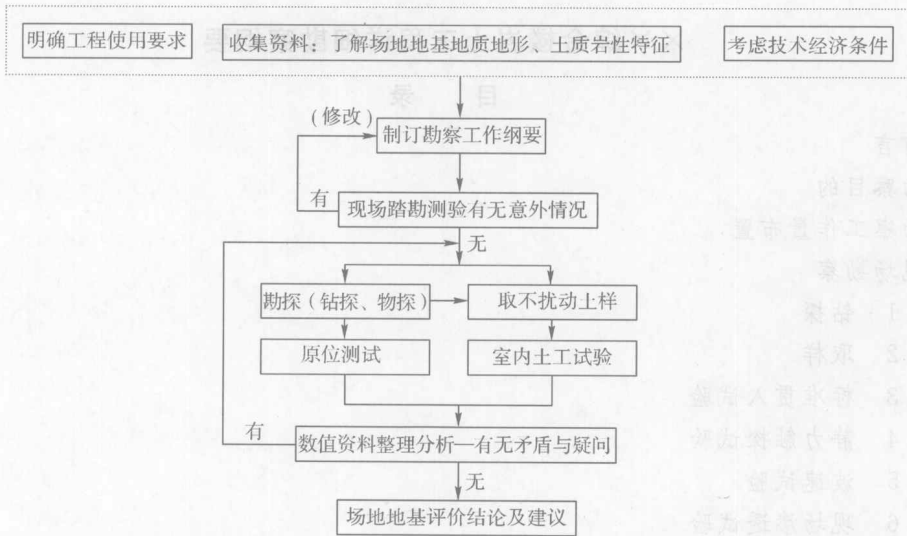 明确工程使用要求
收集资料：了解场地地基地质地形、土质岩性特征
考虑技术经济条件
(修改)
制订勘察工作纲要
有
现场踏勘测验有无意外情况
无
勘探（钻探、物探）
取不扰动土样
原位测试
室内土工试验
有
数值资料整理分析—有无矛盾与疑问
无
场地地基评价结论及建议